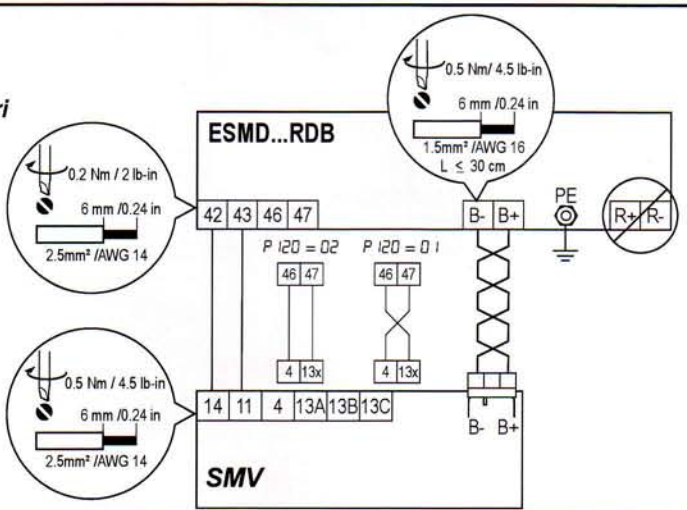 ri
0.5 Nm/ 4.5 lb-in
6 mm /0.24 in
1.5mm² /AWG 16
L ≤ 30 cm
ESMD...RDB
0.2 Nm / 2 lb-in
6 mm /0.24 in
2.5mm² /AWG 14
42 43 46 47
B- B+
PE
R+ R-
P120 = 02 P120 = 01
46 47 46 47
4 13x 4 13x
0.5 Nm / 4.5 lb-in
6 mm /0.24 in
2.5mm² /AWG 14
14 11 4 13A 13B 13C
B- B+
SMV